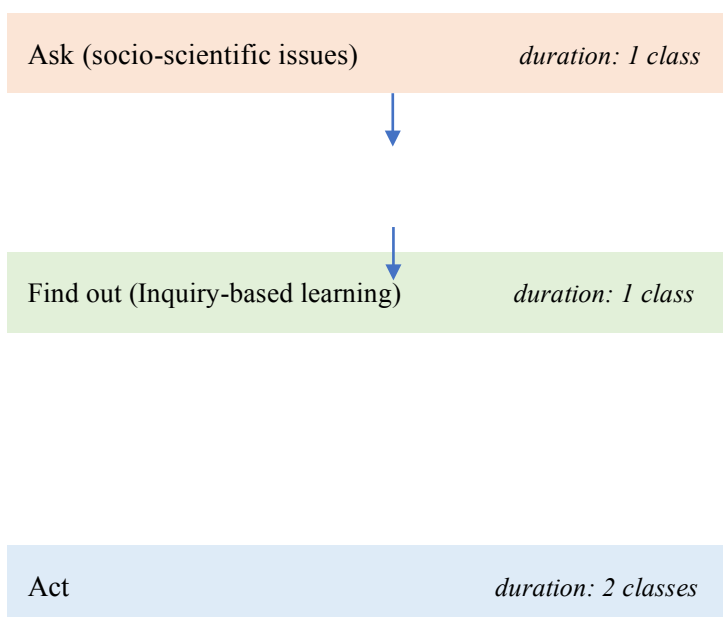 Ask (socio-scientific issues) duration: 1 class
Find out (Inquiry-based learning) duration: 1 class
Act duration: 2 classes